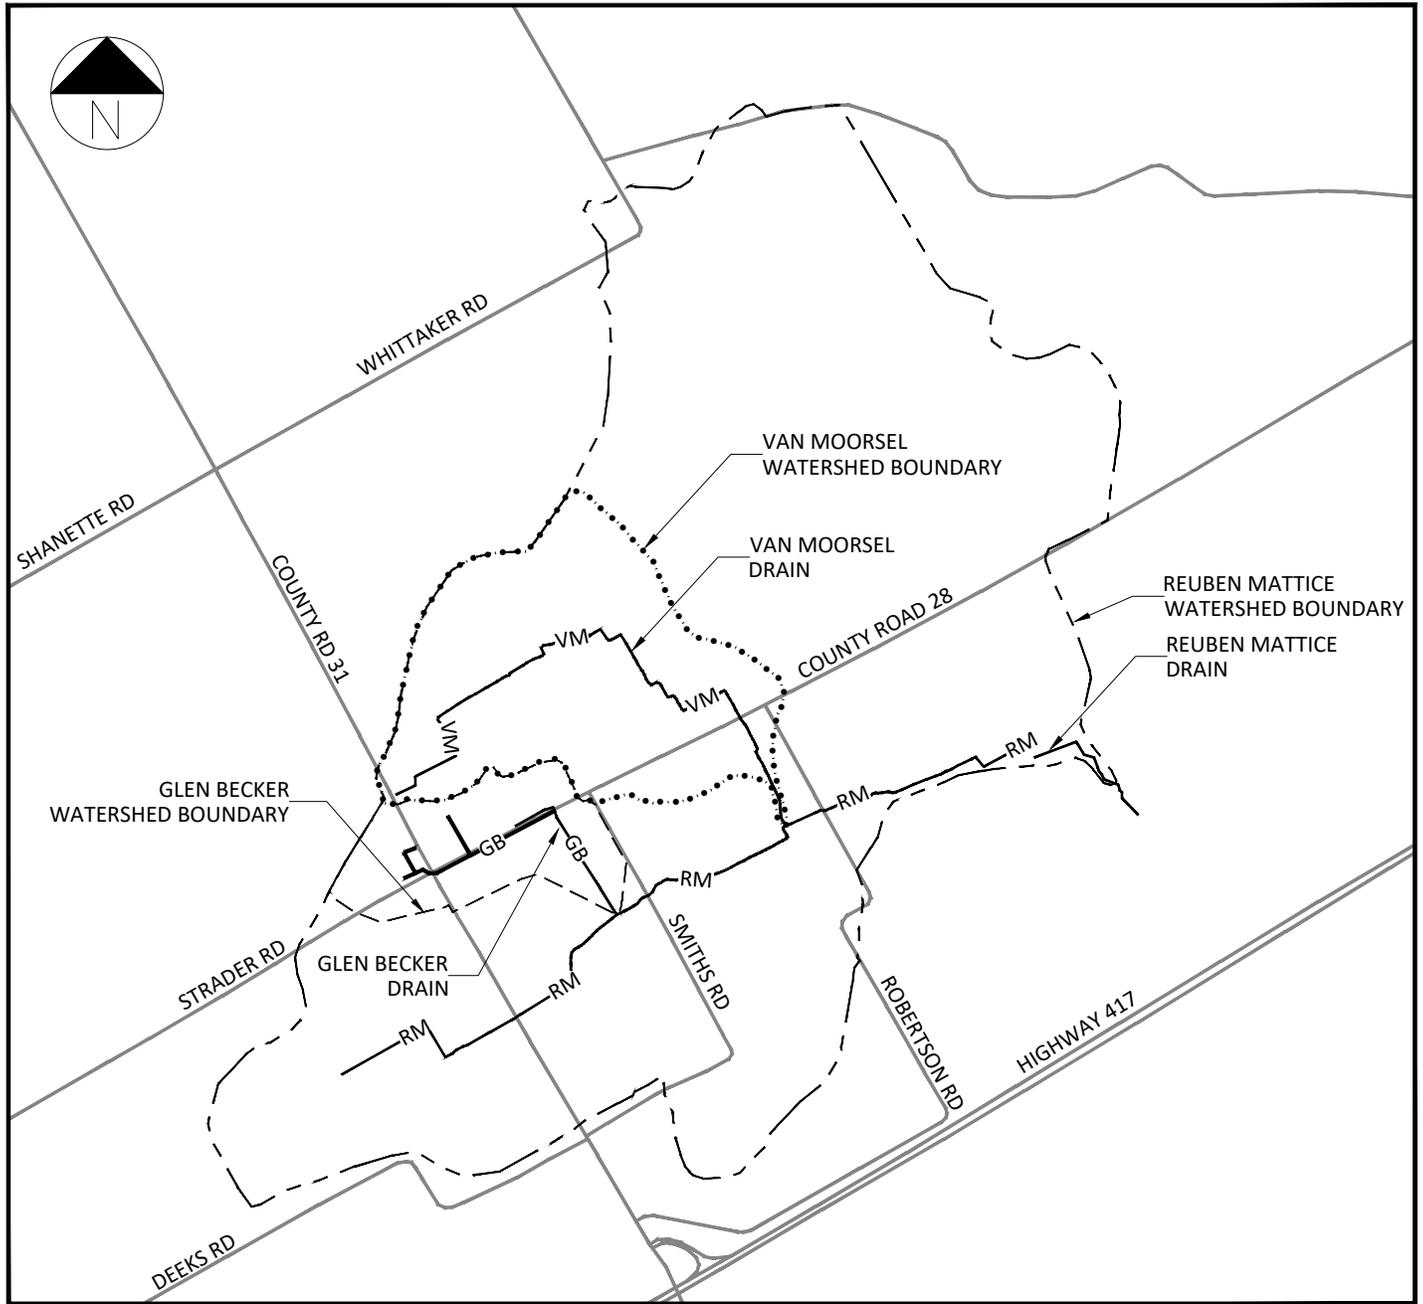 N
WHITTAKER RD
VAN MOORSEL
WATERSHED BOUNDARY
SHANETTE RD
VAN MOORSEL
DRAIN
COUNTY RD 31
REUBEN MATTICE
WATERSHED BOUNDARY
COUNTY ROAD 28
VM
REUBEN MATTICE
DRAIN
VM
VM
RM
GLEN BECKER
WATERSHED BOUNDARY
RM
GB
GB
RM
SMITHS RD
STRADER RD
GLEN BECKER
DRAIN
RM
ROBERTSON RD
RM
HIGHWAY 417
DEEKS RD